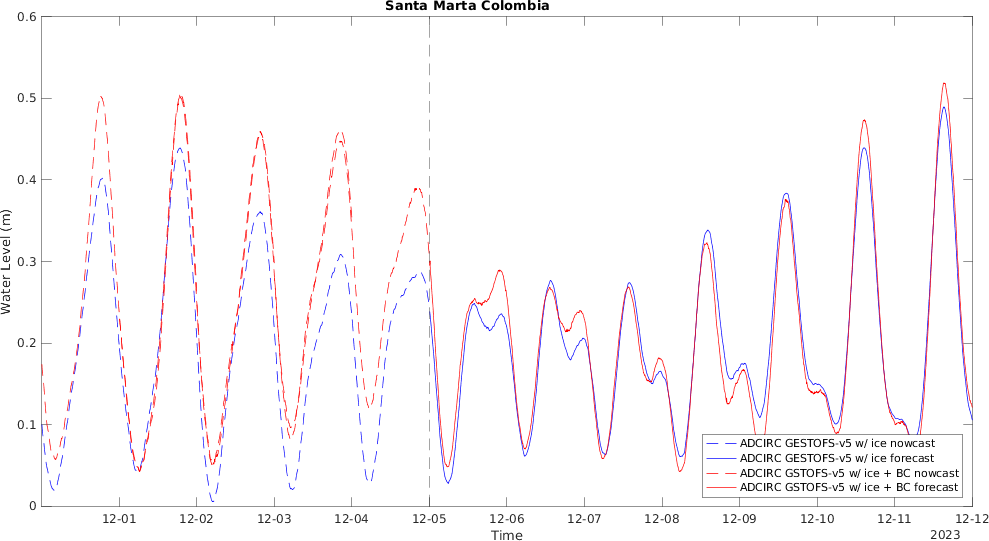 Santa Marta Colombia
0.6
0.5
0.4
0.3
0.2
0.1
0
Water Level (m)
12-01 12-02 12-03 12-04 12-05 12-06 12-07 12-08 12-09 12-10 12-11 12-12
Time
2023
ADCIRC GESTOFS-v5 w/ ice nowcast
ADCIRC GESTOFS-v5 w/ ice forecast
ADCIRC GSTOFS-v5 w/ ice + BC nowcast
ADCIRC GSTOFS-v5 w/ ice + BC forecast